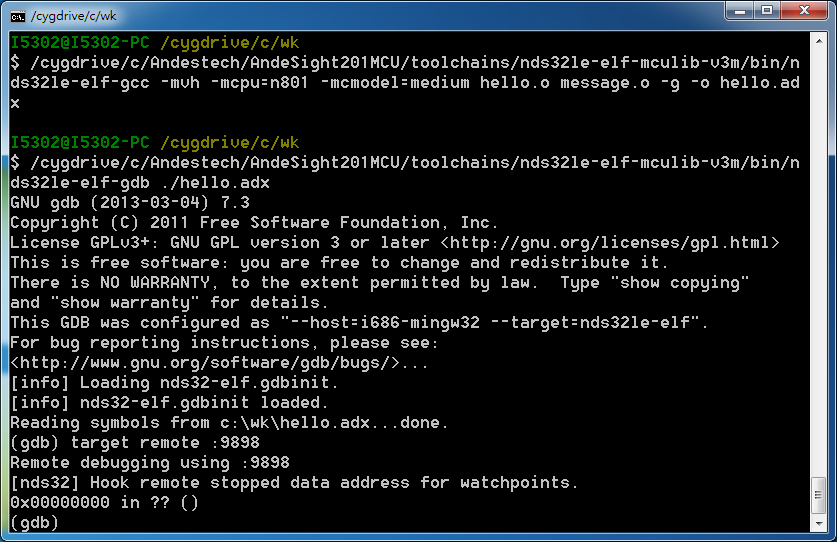 /cygdrive/c/wk
I5302@I5302-PC /cygdrive/c/wk
$ /cygdrive/c/Andestech/AndeSight201MCU/toolchains/nds32le-elf-mculib-v3m/bin/n
ds32le-elf-gcc -mvh -mcpu=n801 -mcmodel=medium hello.o message.o -g -o hello.ad
x
I5302@I5302-PC /cygdrive/c/wk
$ /cygdrive/c/Andestech/AndeSight201MCU/toolchains/nds32le-elf-mculib-v3m/bin/n
ds32le-elf-gdb ./hello.adx
GNU gdb (2013-03-04) 7.3
Copyright (C) 2011 Free Software Foundation, Inc.
License GPLv3+: GNU GPL version 3 or later <http://gnu.org/licenses/gpl.html>
This is free software: you are free to change and redistribute it.
There is NO WARRANTY, to the extent permitted by law.  Type "show copying"
and "show warranty" for details.
This GDB was configured as "--host=i686-mingw32 --target=nds32le-elf".
For bug reporting instructions, please see:
<http://www.gnu.org/software/gdb/bugs/>...
[info] Loading nds32-elf.gdbinit.
[info] nds32-elf.gdbinit loaded.
Reading symbols from c:\wk\hello.adx...done.
(gdb) target remote :9898
Remote debugging using :9898
[nds32] Hook remote stopped data address for watchpoints.
0x00000000 in ?? ()
(gdb)